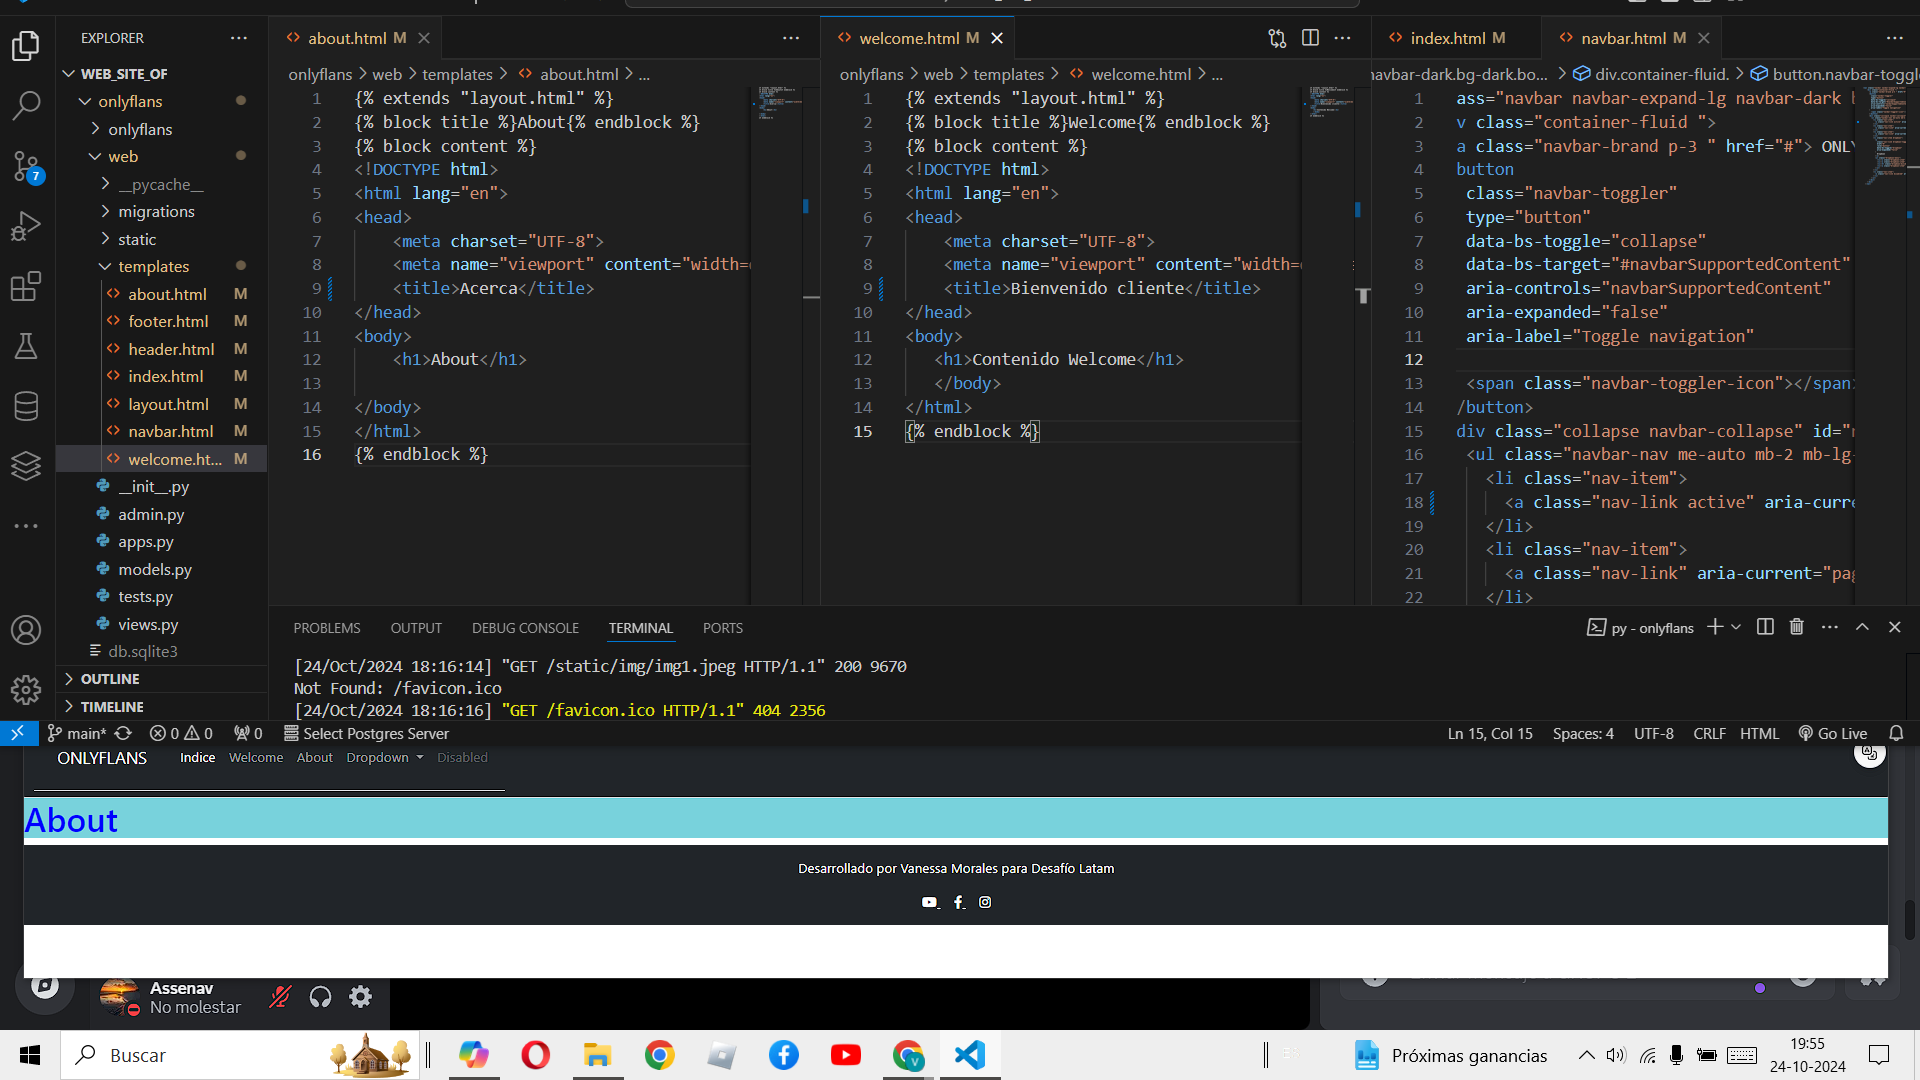 EXPLORER
WEB_SITE_OF
onlyflans
onlyflans
web
__pycache__
migrations
static
templates
about.html M
footer.html M
header.html M
index.html M
layout.html M
navbar.html M
welcome.ht... M
__init__.py
admin.py
apps.py
models.py
tests.py
views.py
db.sqlite3
OUTLINE
TIMELINE
7
about.html M
onlyflans > web > templates > about.html > ...
1 {% extends "layout.html" %}
2 {% block title %}About{% endblock %}
3 {% block content %}
4 <!DOCTYPE html>
5 <html lang="en">
6 <head>
7 <meta charset="UTF-8">
8 <meta name="viewport" content="width=
9 <title>Acerca</title>
10 </head>
11 <body>
12 <h1>About</h1>
13
14 </body>
15 </html>
16 {% endblock %}
welcome.html M
onlyflans > web > templates > welcome.html > ...
1 {% extends "layout.html" %}
2 {% block title %}Welcome{% endblock %}
3 {% block content %}
4 <!DOCTYPE html>
5 <html lang="en">
6 <head>
7 <meta charset="UTF-8">
8 <meta name="viewport" content="width=
9 <title>Bienvenido cliente</title>
10 </head>
11 <body>
12 <h1>Contenido Welcome</h1>
13 </body>
14 </html>
15 {% endblock %}
index.html M navbar.html M
navbar-dark.bg-dark.bo... > div.container-fluid. > button.navbar-toggl
1 ass="navbar navbar-expand-lg navbar-dark b
2 v class="container-fluid ">
3 a class="navbar-brand p-3 " href="#"> ONLY
4 button
5 class="navbar-toggler"
6 type="button"
7 data-bs-toggle="collapse"
8 data-bs-target="#navbarSupportedContent"
9 aria-controls="navbarSupportedContent"
10 aria-expanded="false"
11 aria-label="Toggle navigation"
12
13 <span class="navbar-toggler-icon"></span
14 /button>
15 div class="collapse navbar-collapse" id="n
16 <ul class="navbar-nav me-auto mb-2 mb-lg-
17 <li class="nav-item">
18 <a class="nav-link active" aria-curre
19 </li>
20 <li class="nav-item">
21 <a class="nav-link" aria-current="pag
22 </li>
PROBLEMS OUTPUT DEBUG CONSOLE TERMINAL PORTS
py - onlyflans
[24/Oct/2024 18:16:14] "GET /static/img/img1.jpeg HTTP/1.1" 200 9670
Not Found: /favicon.ico
[24/Oct/2024 18:16:16] "GET /favicon.ico HTTP/1.1" 404 2356
main* 0 0 0 Select Postgres Server Ln 15, Col 15 Spaces: 4 UTF-8 CRLF HTML Go Live
ONLYFLANS Indice Welcome About Dropdown Disabled
About
Desarrollado por Vanessa Morales para Desafío Latam
Assenav
No molestar
Buscar
Próximas ganancias
19:55
24-10-2024